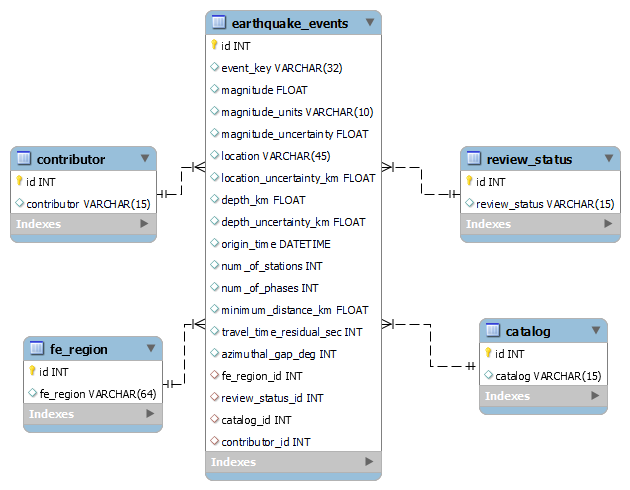 earthquake_events
id INT
event_key VARCHAR(32)
magnitude FLOAT
magnitude_units VARCHAR(10)
magnitude_uncertainty FLOAT
location VARCHAR(45)
location_uncertainty_km FLOAT
depth_km FLOAT
depth_uncertainty_km FLOAT
origin_time DATETIME
num_of_stations INT
num_of_phases INT
minimum_distance_km FLOAT
travel_time_residual_sec INT
azimuthal_gap_deg INT
fe_region_id INT
review_status_id INT
catalog_id INT
contributor_id INT
Indexes
contributor
id INT
contributor VARCHAR(15)
Indexes
review_status
id INT
review_status VARCHAR(15)
Indexes
fe_region
id INT
fe_region VARCHAR(64)
Indexes
catalog
id INT
catalog VARCHAR(15)
Indexes